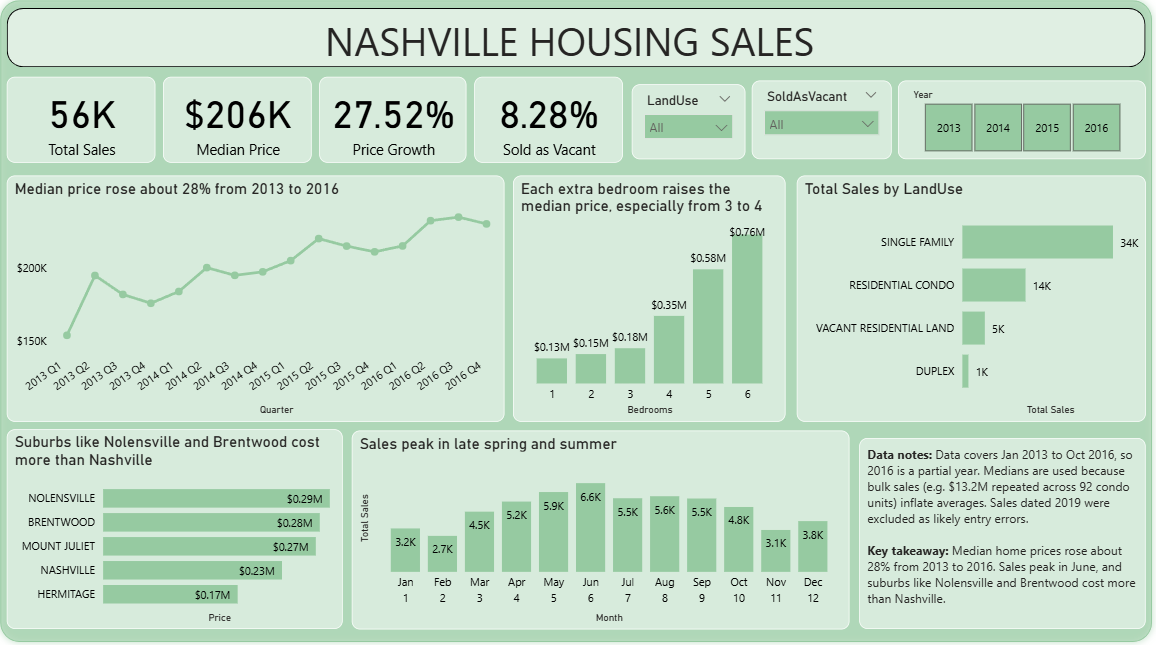 NASHVILLE HOUSING SALES
56K
Total Sales
$206K
Median Price
27.52%
Price Growth
8.28%
Sold as Vacant
LandUse
All
SoldAsVacant
All
Year
2013 2014 2015 2016
Median price rose about 28% from 2013 to 2016
$200K
$150K
2013 Q1 2013 Q2 2013 Q3 2013 Q4 2014 Q1 2014 Q2 2014 Q3 2014 Q4 2015 Q1 2015 Q2 2015 Q3 2015 Q4 2016 Q1 2016 Q2 2016 Q3 2016 Q4
Quarter
Each extra bedroom raises the
median price, especially from 3 to 4
$0.13M $0.15M $0.18M $0.35M $0.58M $0.76M
1 2 3 4 5 6
Bedrooms
Total Sales by LandUse
SINGLE FAMILY 34K
RESIDENTIAL CONDO 14K
VACANT RESIDENTIAL LAND 5K
DUPLEX 1K
Total Sales
Suburbs like Nolensville and Brentwood cost
more than Nashville
NOLENSVILLE $0.29M
BRENTWOOD $0.28M
MOUNT JULIET $0.27M
NASHVILLE $0.23M
HERMITAGE $0.17M
Price
Sales peak in late spring and summer
Total Sales
3.2K 2.7K 4.5K 5.2K 5.9K 6.6K 5.5K 5.6K 5.5K 4.8K 3.1K 3.8K
Jan Feb Mar Apr May Jun Jul Aug Sep Oct Nov Dec
1 2 3 4 5 6 7 8 9 10 11 12
Month
Data notes: Data covers Jan 2013 to Oct 2016, so
2016 is a partial year. Medians are used because
bulk sales (e.g. $13.2M repeated across 92 condo
units) inflate averages. Sales dated 2019 were
excluded as likely entry errors.
Key takeaway: Median home prices rose about
28% from 2013 to 2016. Sales peak in June, and
suburbs like Nolensville and Brentwood cost more
than Nashville.